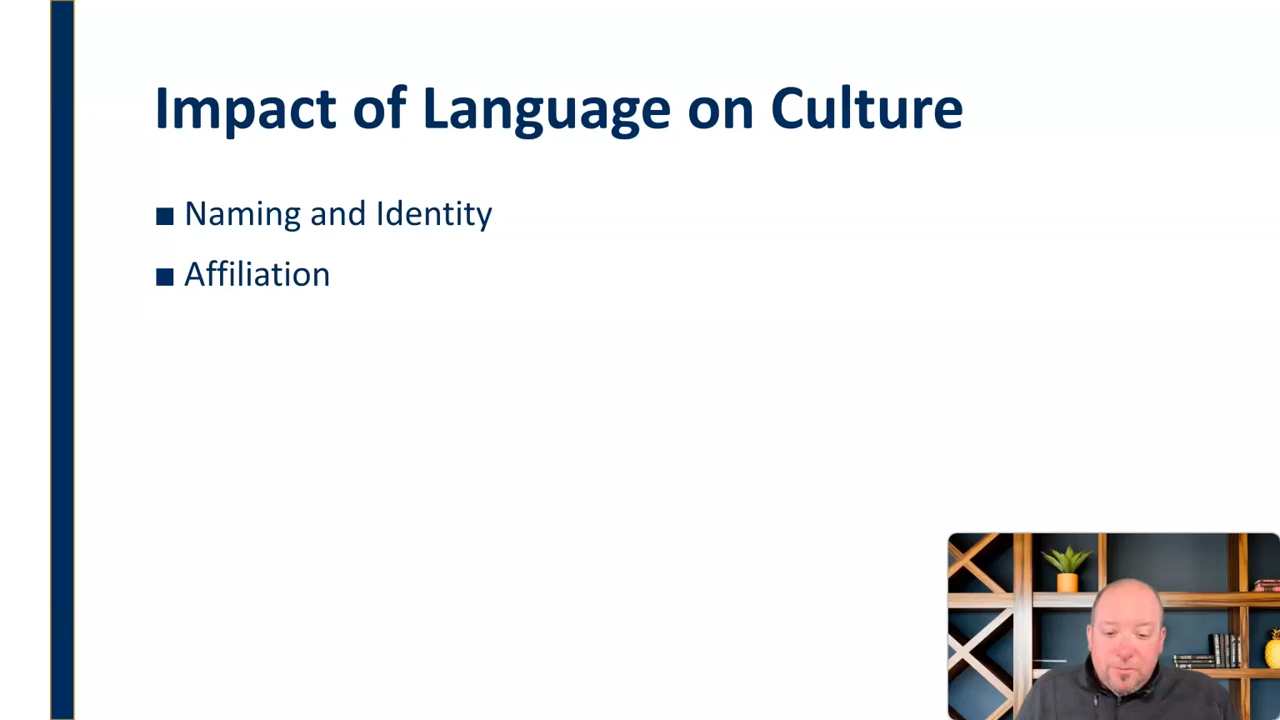 Impact of Language on Culture
■ Naming and Identity
■ Affiliation